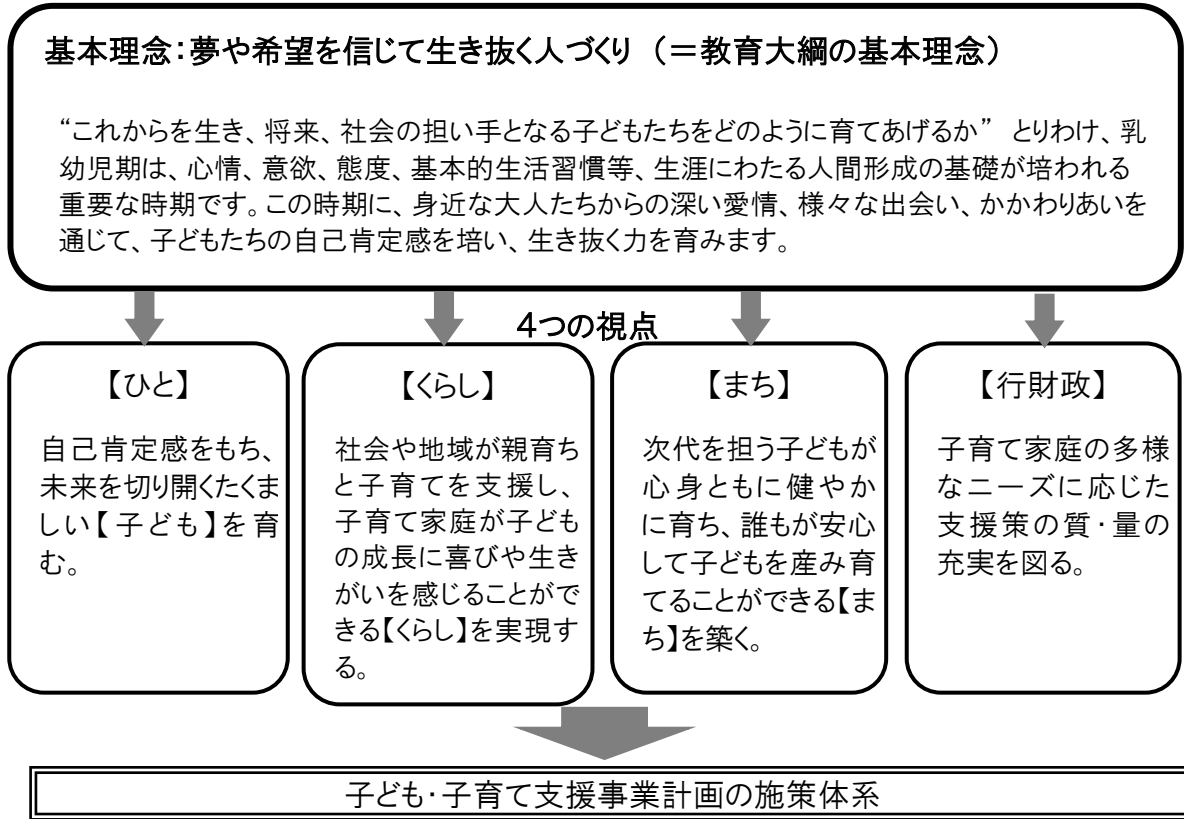 基本理念：夢や希望を信じて生き抜く人づくり（＝教育大綱の基本理念）
“これからを生き、将来、社会の担い手となる子どもたちをどのように育てあげるか” とりわけ、乳
幼児期は、心情、意欲、態度、基本的生活習慣等、生涯にわたる人間形成の基礎が培われる
重要な時期です。この時期に、身近な大人たちからの深い愛情、様々な出会い、かかわりあいを
通じて、子どもたちの自己肯定感を培い、生き抜く力を育みます。
4つの視点
【ひと】
自己肯定感をもち、
未来を切り開くたくま
しい【子ども】を育
む。
【くらし】
社会や地域が親育ち
と子育てを支援し、
子育て家庭が子ども
の成長に喜びや生き
がいを感じることがで
きる【くらし】を実現す
る。
【まち】
次代を担う子どもが
心身ともに健やか
に育ち、誰もが安心
して子どもを産み育
てることができる【ま
ち】を築く。
【行財政】
子育て家庭の多様
なニーズに応じた
支援策の質・量の
充実を図る。
子ども・子育て支援事業計画の施策体系